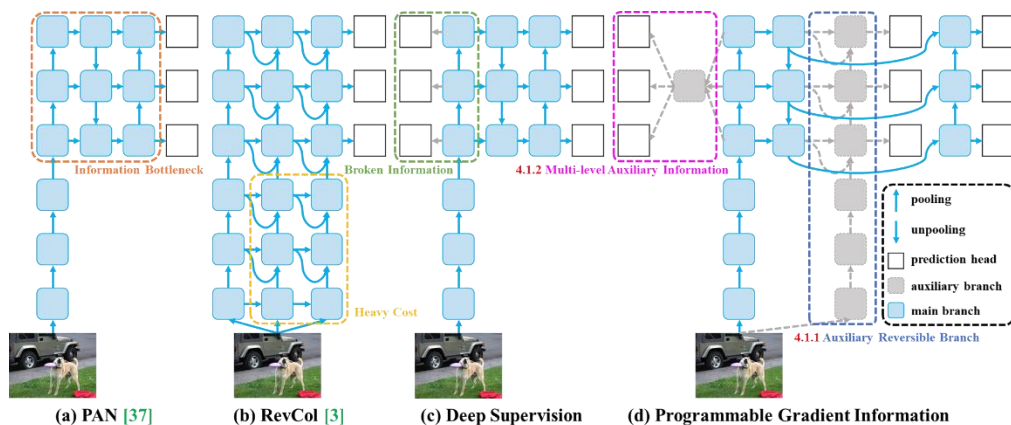 Information Bottleneck
Broken Information
4.1.2 Multi-level Auxiliary Information
pooling
unpooling
prediction head
auxiliary branch
main branch
Heavy Cost
4.1.1 Auxiliary Reversible Branch
(a) PAN [37]
(b) RevCol [3]
(c) Deep Supervision
(d) Programmable Gradient Information